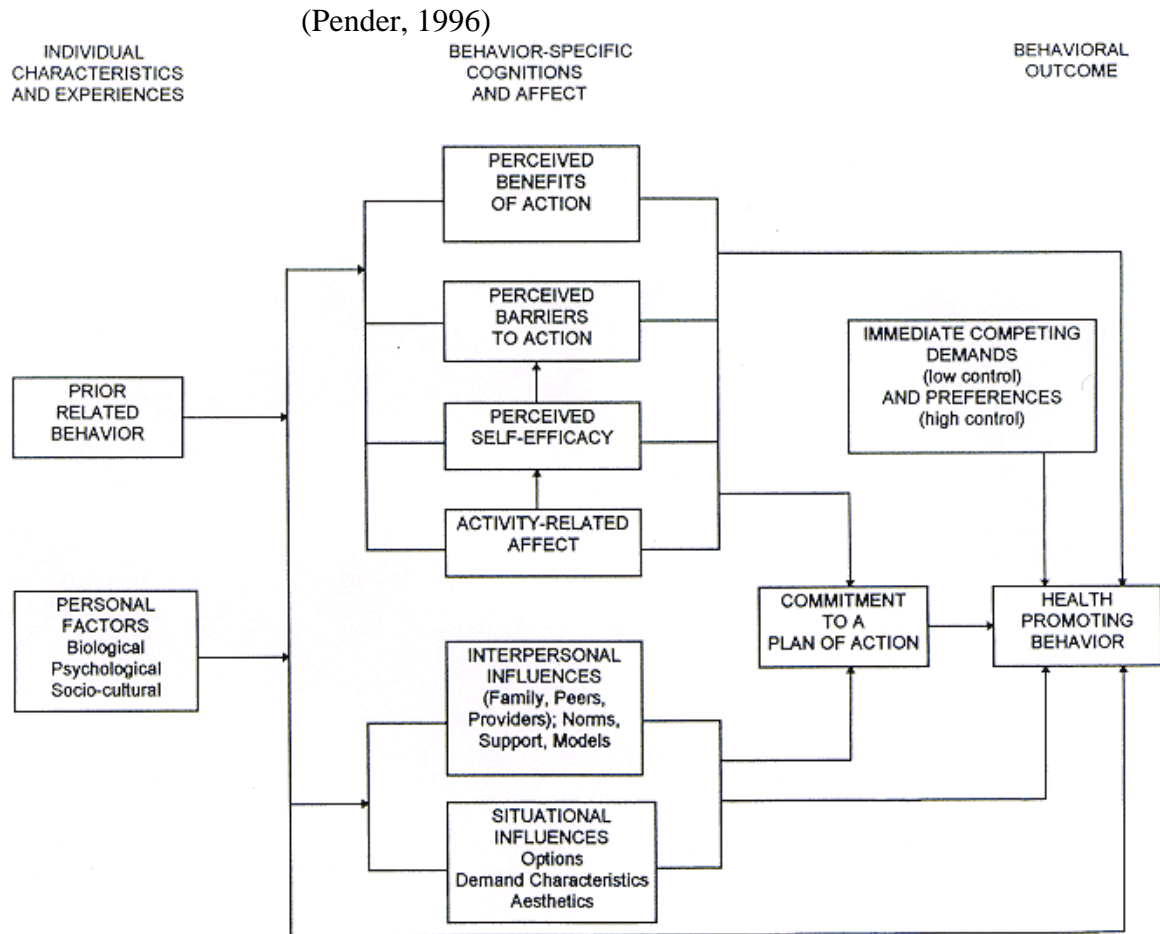 (Pender, 1996)
INDIVIDUAL
CHARACTERISTICS
AND EXPERIENCES
BEHAVIOR-SPECIFIC
COGNITIONS
AND AFFECT
BEHAVIORAL
OUTCOME
PERCEIVED
BENEFITS
OF ACTION
PERCEIVED
BARRIERS
TO ACTION
PERCEIVED
SELF-EFFICACY
ACTIVITY-RELATED
AFFECT
PRIOR
RELATED
BEHAVIOR
PERSONAL
FACTORS
Biological
Psychological
Socio-cultural
INTERPERSONAL
INFLUENCES
(Family, Peers,
Providers); Norms,
Support, Models
SITUATIONAL
INFLUENCES
Options
Demand Characteristics
Aesthetics
IMMEDIATE COMPETING
DEMANDS
(low control)
AND PREFERENCES
(high control)
COMMITMENT
TO A
PLAN OF ACTION
HEALTH
PROMOTING
BEHAVIOR